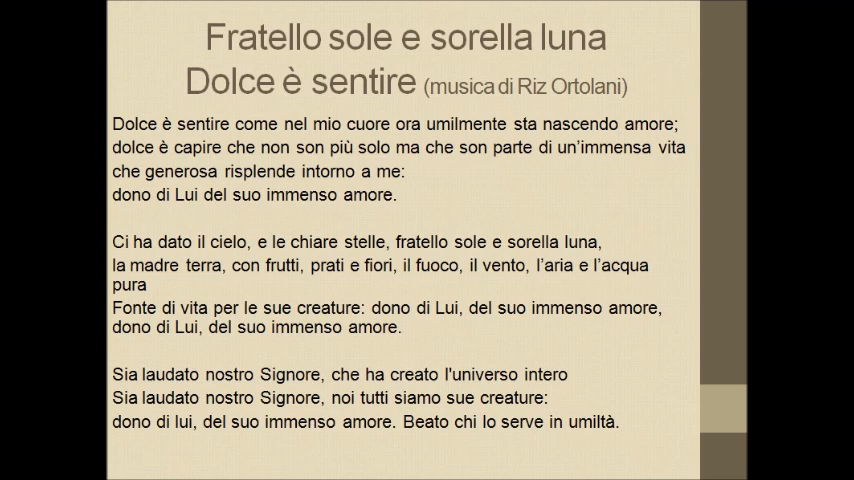 Fratello sole e sorella luna
Dolce è sentire (musica di Riz Ortolani)
Dolce è sentire come nel mio cuore ora umilmente sta nascendo amore;
dolce è capire che non son più solo ma che son parte di un’immensa vita
che generosa risplende intorno a me:
dono di Lui del suo immenso amore.
Ci ha dato il cielo, e le chiare stelle, fratello sole e sorella luna,
la madre terra, con frutti, prati e fiori, il fuoco, il vento, l’aria e l’acqua
pura
Fonte di vita per le sue creature: dono di Lui, del suo immenso amore,
dono di Lui, del suo immenso amore.
Sia laudato nostro Signore, che ha creato l'universo intero
Sia laudato nostro Signore, noi tutti siamo sue creature:
dono di lui, del suo immenso amore. Beato chi lo serve in umiltà.